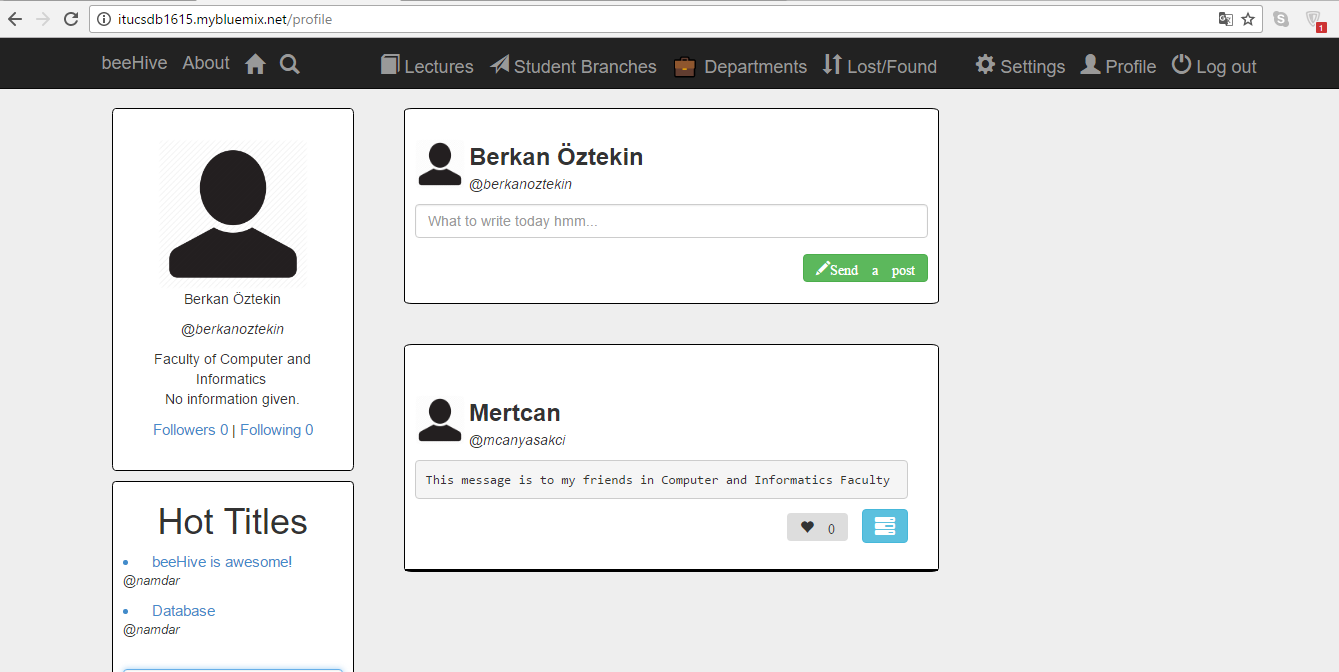 itucsdb1615.mybluemix.net/profile
1
beeHive About Lectures Student Branches Departments Lost/Found Settings Profile Log out
Berkan Öztekin
@berkanoztekin
Faculty of Computer and
Informatics
No information given.
Followers 0 | Following 0
Hot Titles
beeHive is awesome!
@namdar
Database
@namdar
Berkan Öztekin
@berkanoztekin
What to write today hmm...
Send a post
Mertcan
@mcanyasakci
This message is to my friends in Computer and Informatics Faculty
0